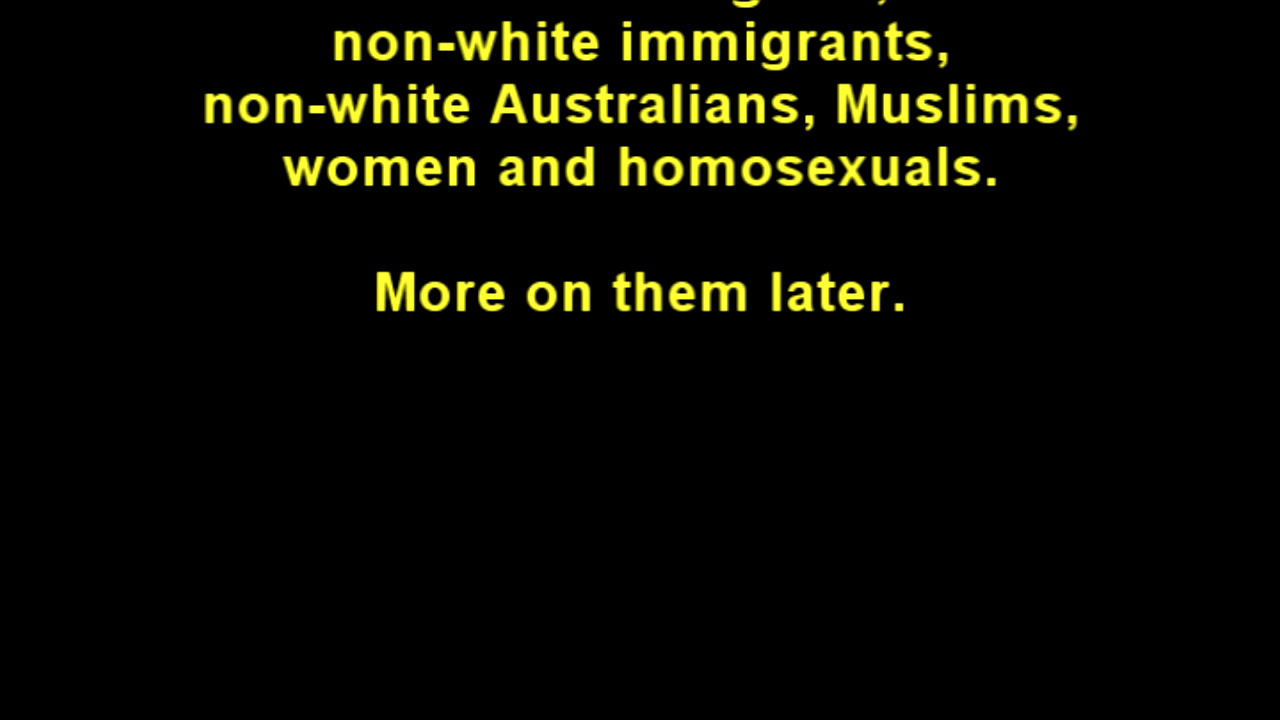 non-white immigrants,
non-white Australians, Muslims,
women and homosexuals.
More on them later.